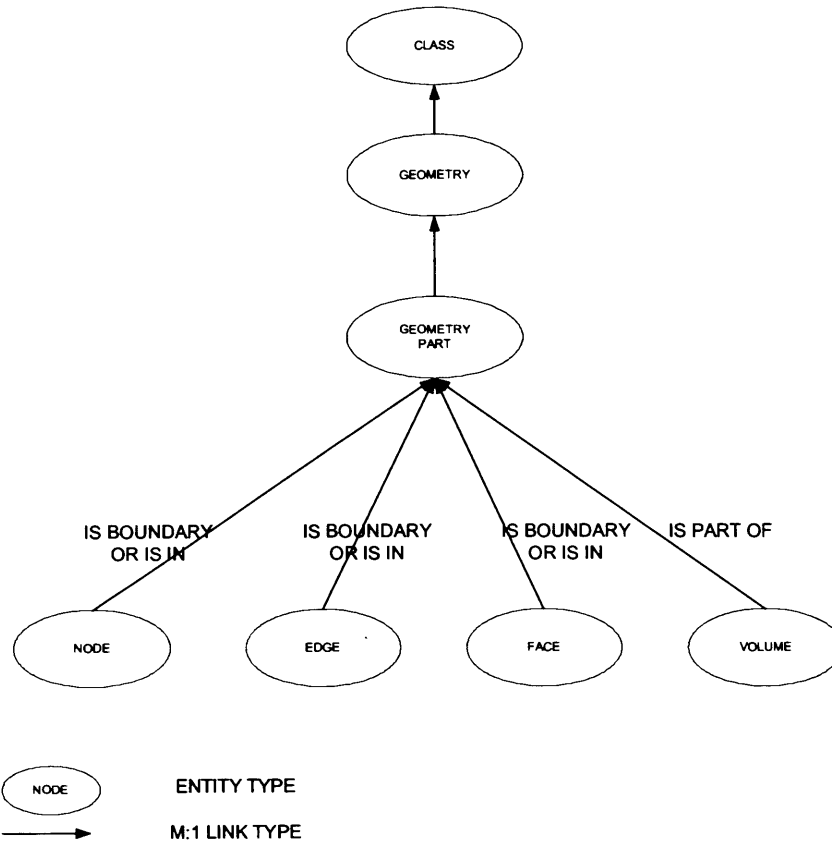 CLASS
GEOMETRY
GEOMETRY
PART
IS BOUNDARY
OR IS IN
IS BOUNDARY
OR IS IN
IS BOUNDARY
OR IS IN
IS PART OF
NODE
EDGE
FACE
VOLUME
NODE
ENTITY TYPE
M:1 LINK TYPE